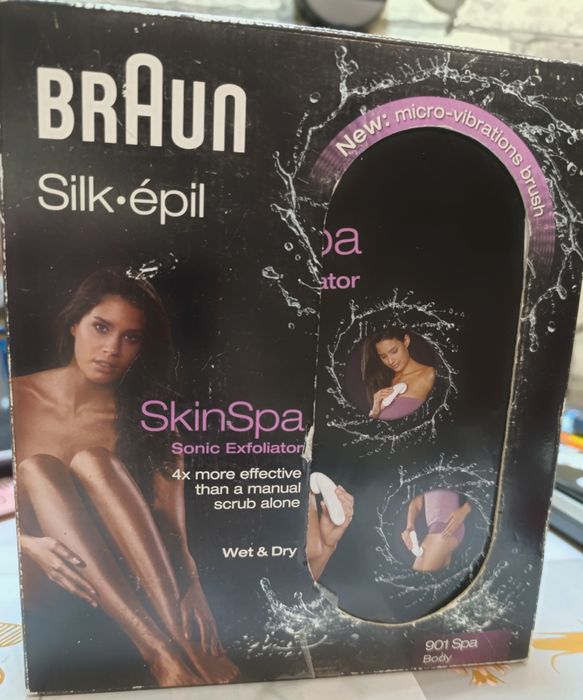 BRAUN
Silk•épil
New: micro-vibrations brush
pa
ator
SkinSpa
Sonic Exfoliator
4x more effective
than a manual
scrub alone
Wet & Dry
901 Spa
Body